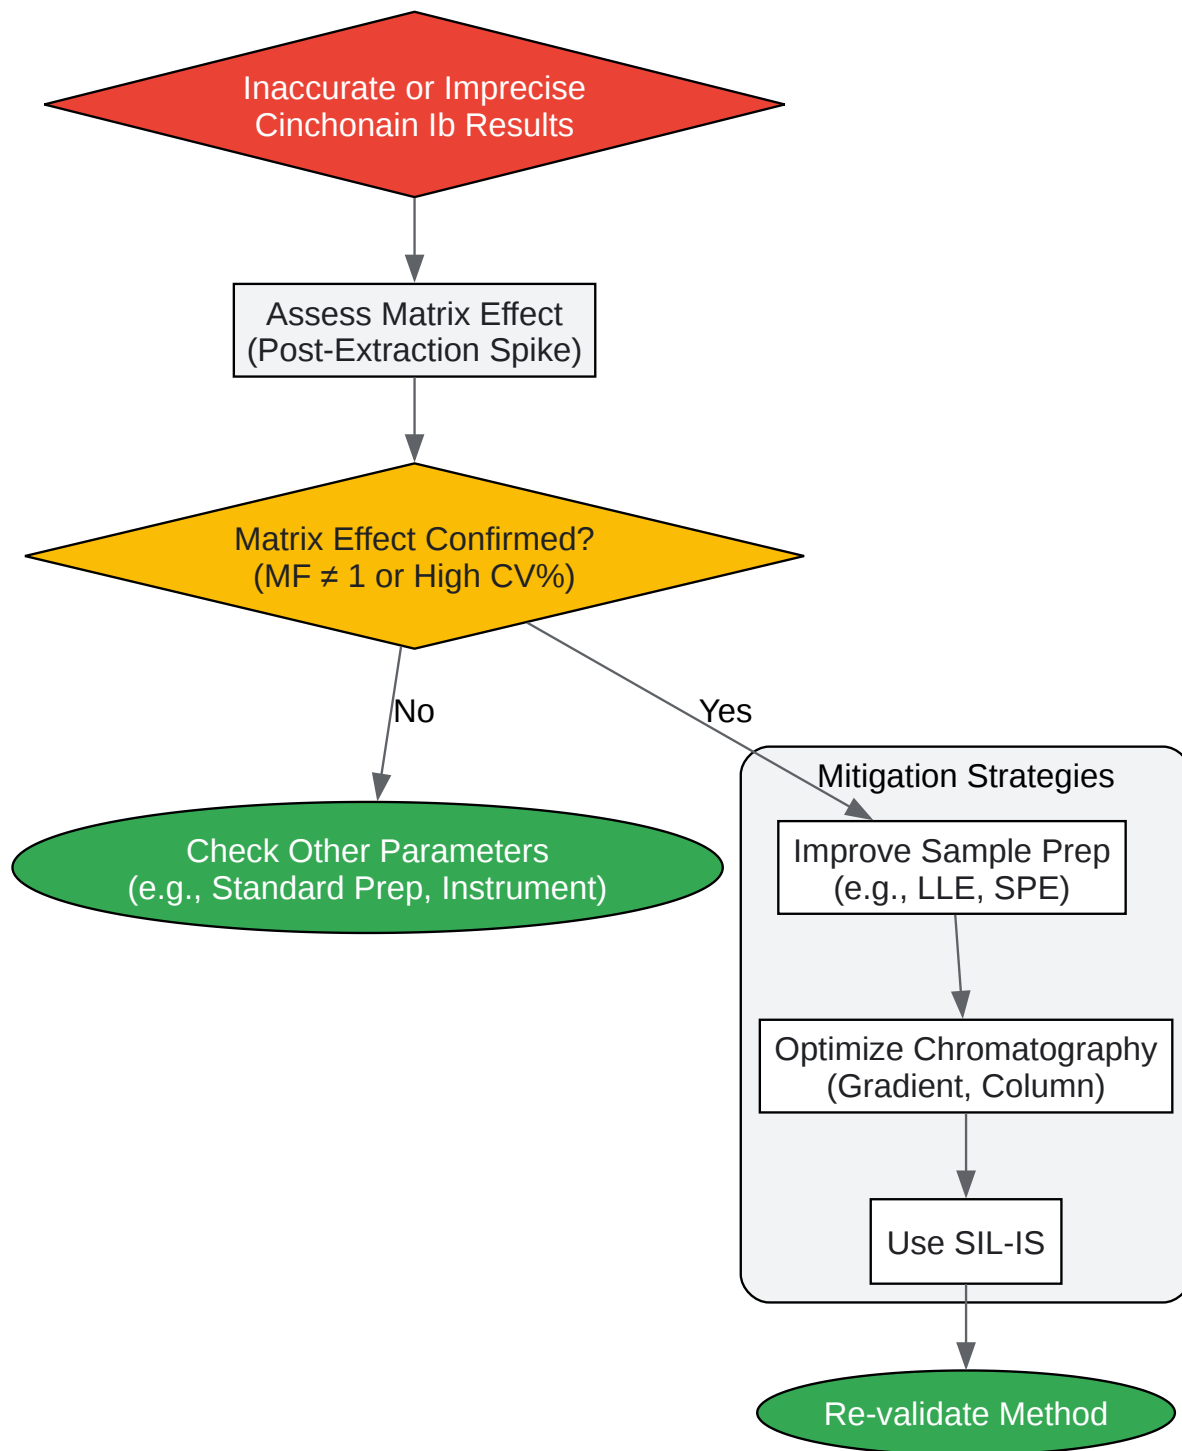 Inaccurate or Imprecise
Cinchonain Ib Results
Assess Matrix Effect
(Post-Extraction Spike)
Matrix Effect Confirmed?
(MF ≠ 1 or High CV%)
No
Yes
Check Other Parameters
(e.g., Standard Prep, Instrument)
Mitigation Strategies
Improve Sample Prep
(e.g., LLE, SPE)
Optimize Chromatography
(Gradient, Column)
Use SIL-IS
Re-validate Method